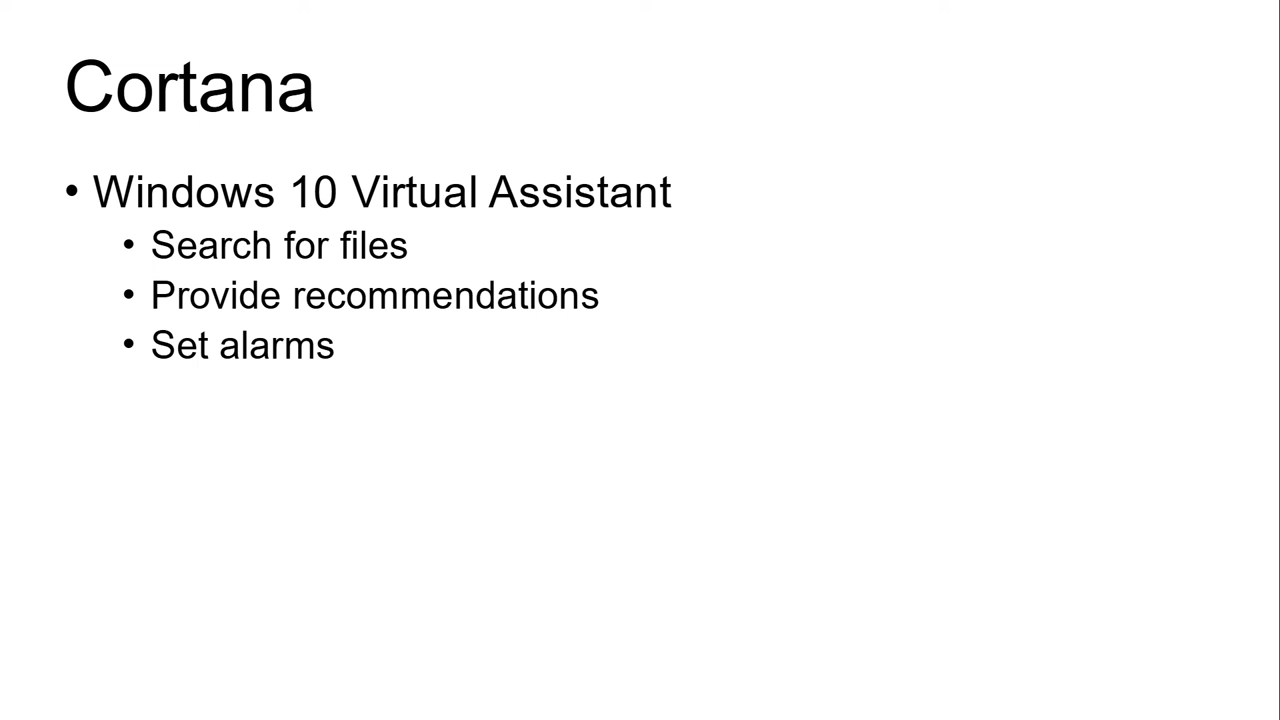 Cortana
• Windows 10 Virtual Assistant
• Search for files
• Provide recommendations
• Set alarms